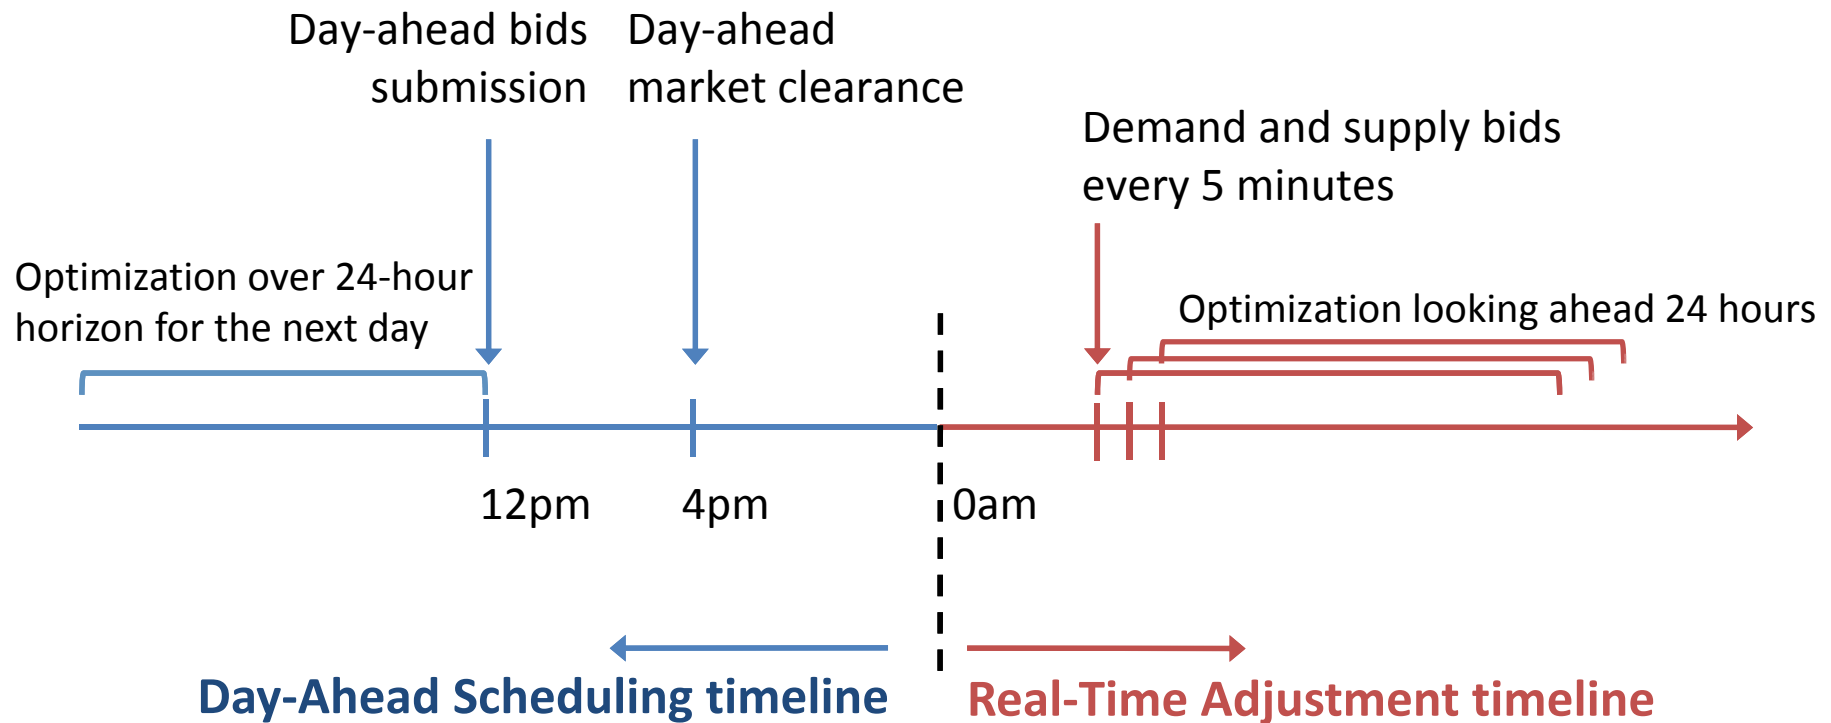 Day-ahead bids
submission
Day-ahead
market clearance
Demand and supply bids
every 5 minutes
Optimization over 24-hour
horizon for the next day
Optimization looking ahead 24 hours
12pm
4pm
0am
Day-Ahead Scheduling timeline
Real-Time Adjustment timeline